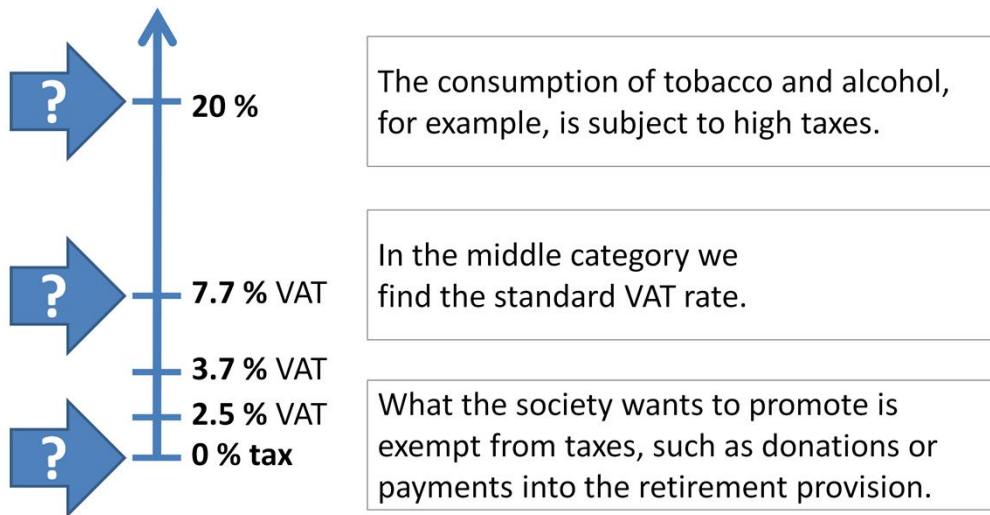 ?
20 %
The consumption of tobacco and alcohol,
for example, is subject to high taxes.
?
7.7 % VAT
In the middle category we
find the standard VAT rate.
3.7 % VAT
2.5 % VAT
?
0 % tax
What the society wants to promote is
exempt from taxes, such as donations or
payments into the retirement provision.